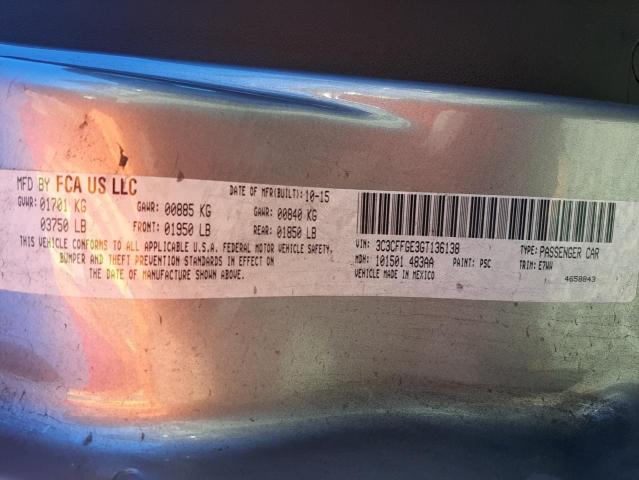 MFD BY FCA US LLC
DATE OF MFR(BUILT): 10-15
GVWR: 01701 KG GAWR: 00885 KG GAWR: 00840 KG
03750 LB FRONT: 01950 LB REAR: 01850 LB
THIS VEHICLE CONFORMS TO ALL APPLICABLE U.S.A. FEDERAL MOTOR VEHICLE SAFETY,
BUMPER AND THEFT PREVENTION STANDARDS IN EFFECT ON
THE DATE OF MANUFACTURE SHOWN ABOVE.
VIN: 3C3CFFGE3GT136138 TYPE: PASSENGER CAR
MDH: 101501 483AA PAINT: PSC TRIM: E7WW
VEHICLE MADE IN MEXICO 4658843